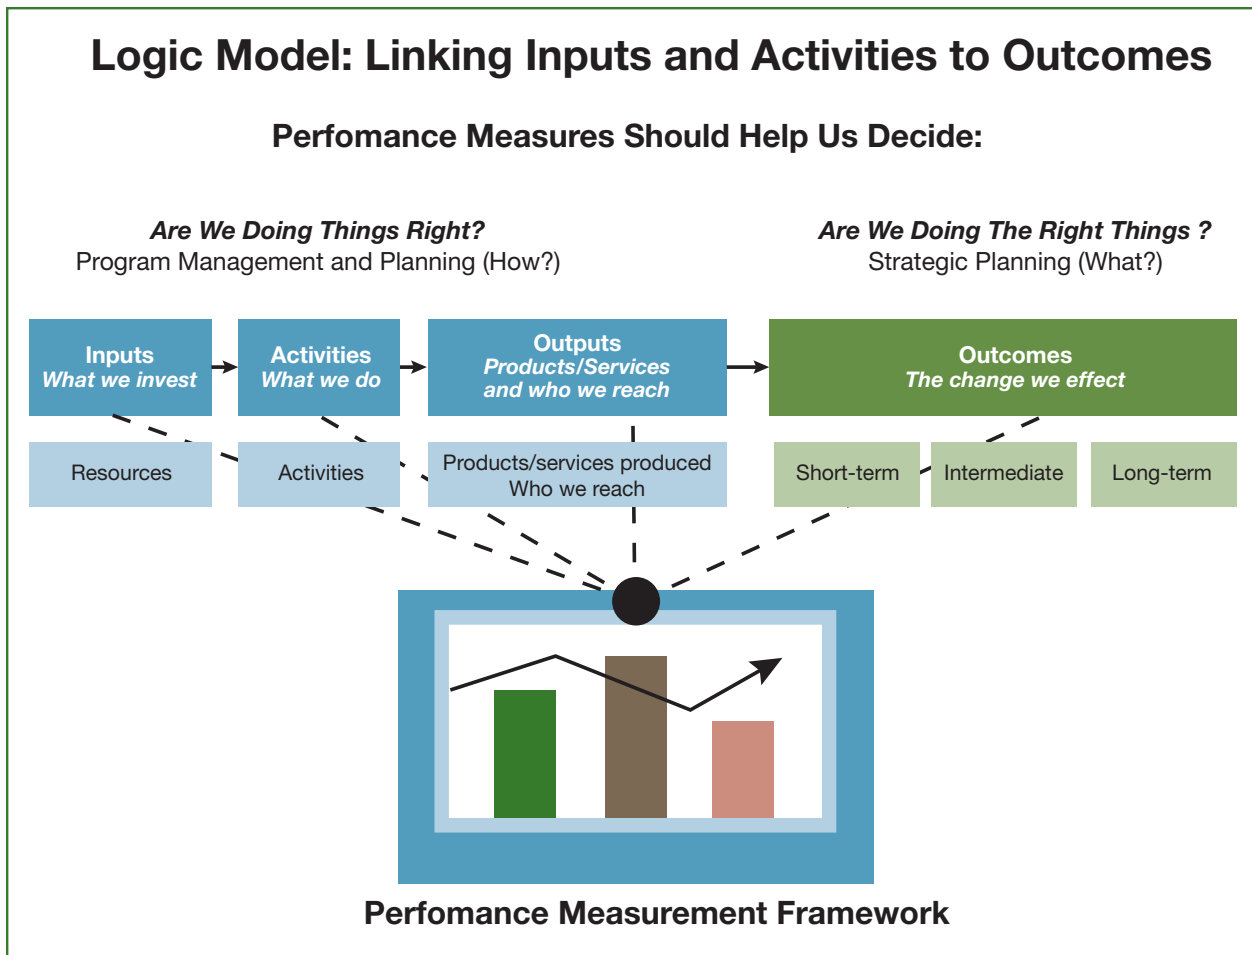 Logic Model: Linking Inputs and Activities to Outcomes
Perfomance Measures Should Help Us Decide:
Are We Doing Things Right?
Program Management and Planning (How?)
Are We Doing The Right Things ?
Strategic Planning (What?)
Inputs
What we invest
Activities
What we do
Outputs
Products/Services
and who we reach
Outcomes
The change we effect
Resources
Activities
Products/services produced
Who we reach
Short-term
Intermediate
Long-term
Perfomance Measurement Framework